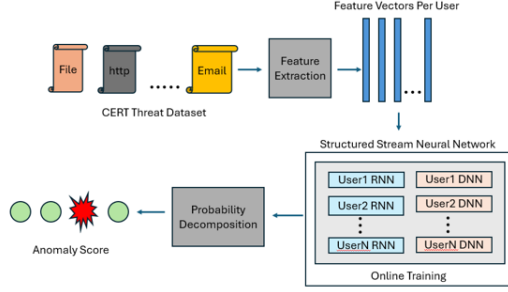 Feature Vectors Per User
File
http
Email
Feature
Extraction
CERT Threat Dataset
Structured Stream Neural Network
User1 RNN
User1 DNN
User2 RNN
User2 DNN
UserN RNN
UserN DNN
Online Training
Probability
Decomposition
Anomaly Score